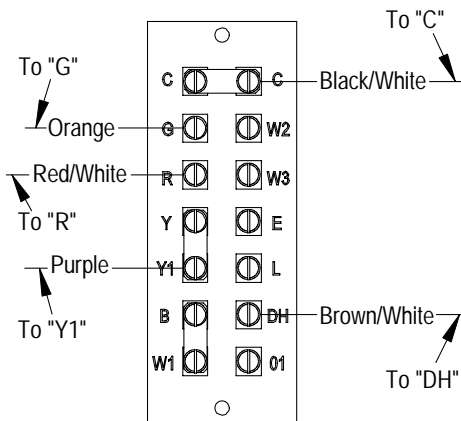 To "C"
To "G"
C C Black/White
Orange G W2
Red/White R W3
To "R"
Y E
Purple Y1 L
To "Y1"
B DH Brown/White
W1 01
To "DH"